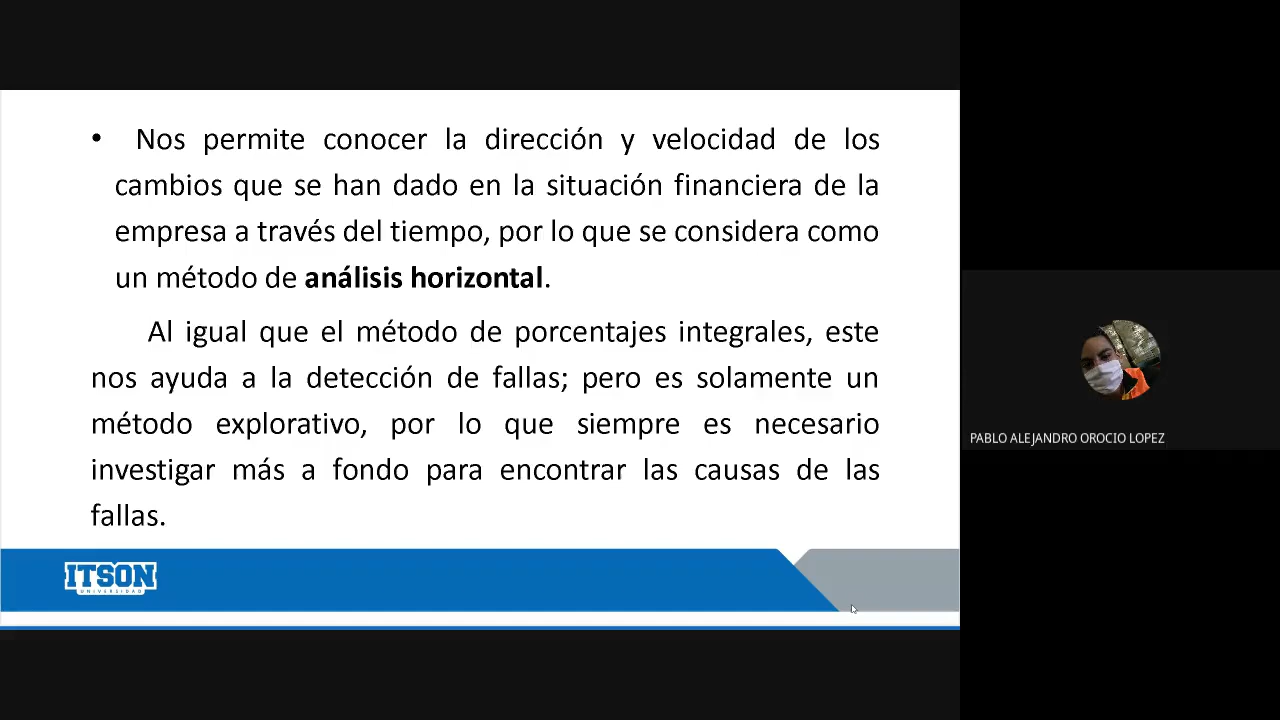 • Nos permite conocer la dirección y velocidad de los
cambios que se han dado en la situación financiera de la
empresa a través del tiempo, por lo que se considera como
un método de análisis horizontal.
Al igual que el método de porcentajes integrales, este
nos ayuda a la detección de fallas; pero es solamente un
método explorativo, por lo que siempre es necesario
investigar más a fondo para encontrar las causas de las
fallas.
ITSON
UNIVERSIDAD
PABLO ALEJANDRO OROCIO LOPEZ